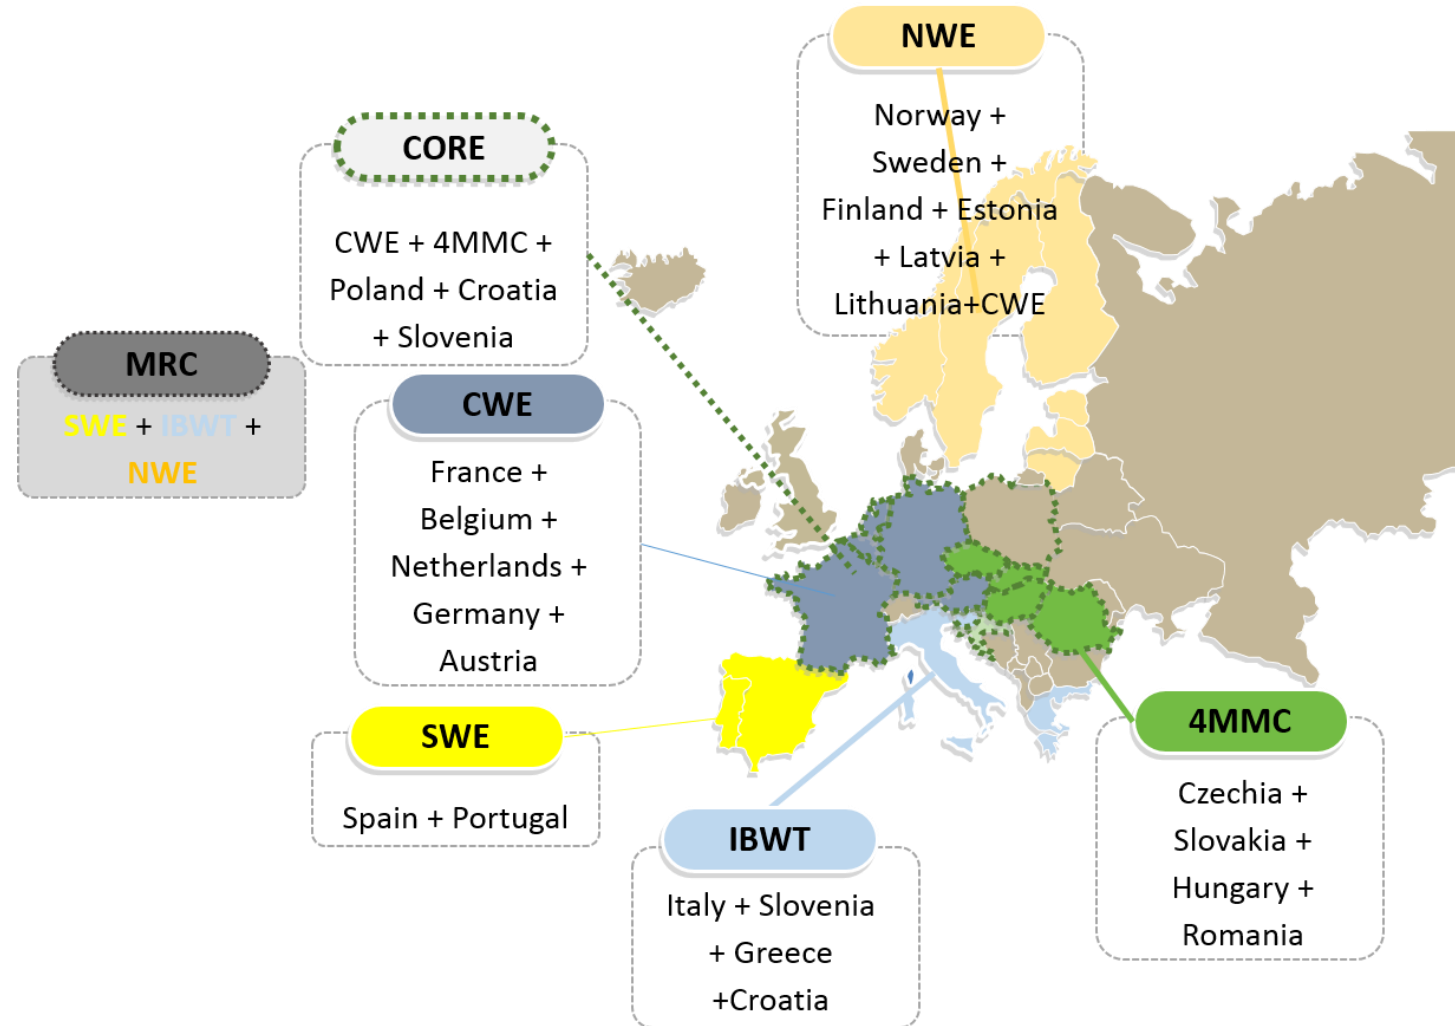 NWE
Norway +
Sweden +
Finland + Estonia
+ Latvia +
Lithuania+CWE
CORE
CWE + 4MMC +
Poland + Croatia
+ Slovenia
MRC
SWE + IBWT +
NWE
CWE
France +
Belgium +
Netherlands +
Germany +
Austria
SWE
Spain + Portugal
IBWT
Italy + Slovenia
+ Greece
+Croatia
4MMC
Czechia +
Slovakia +
Hungary +
Romania